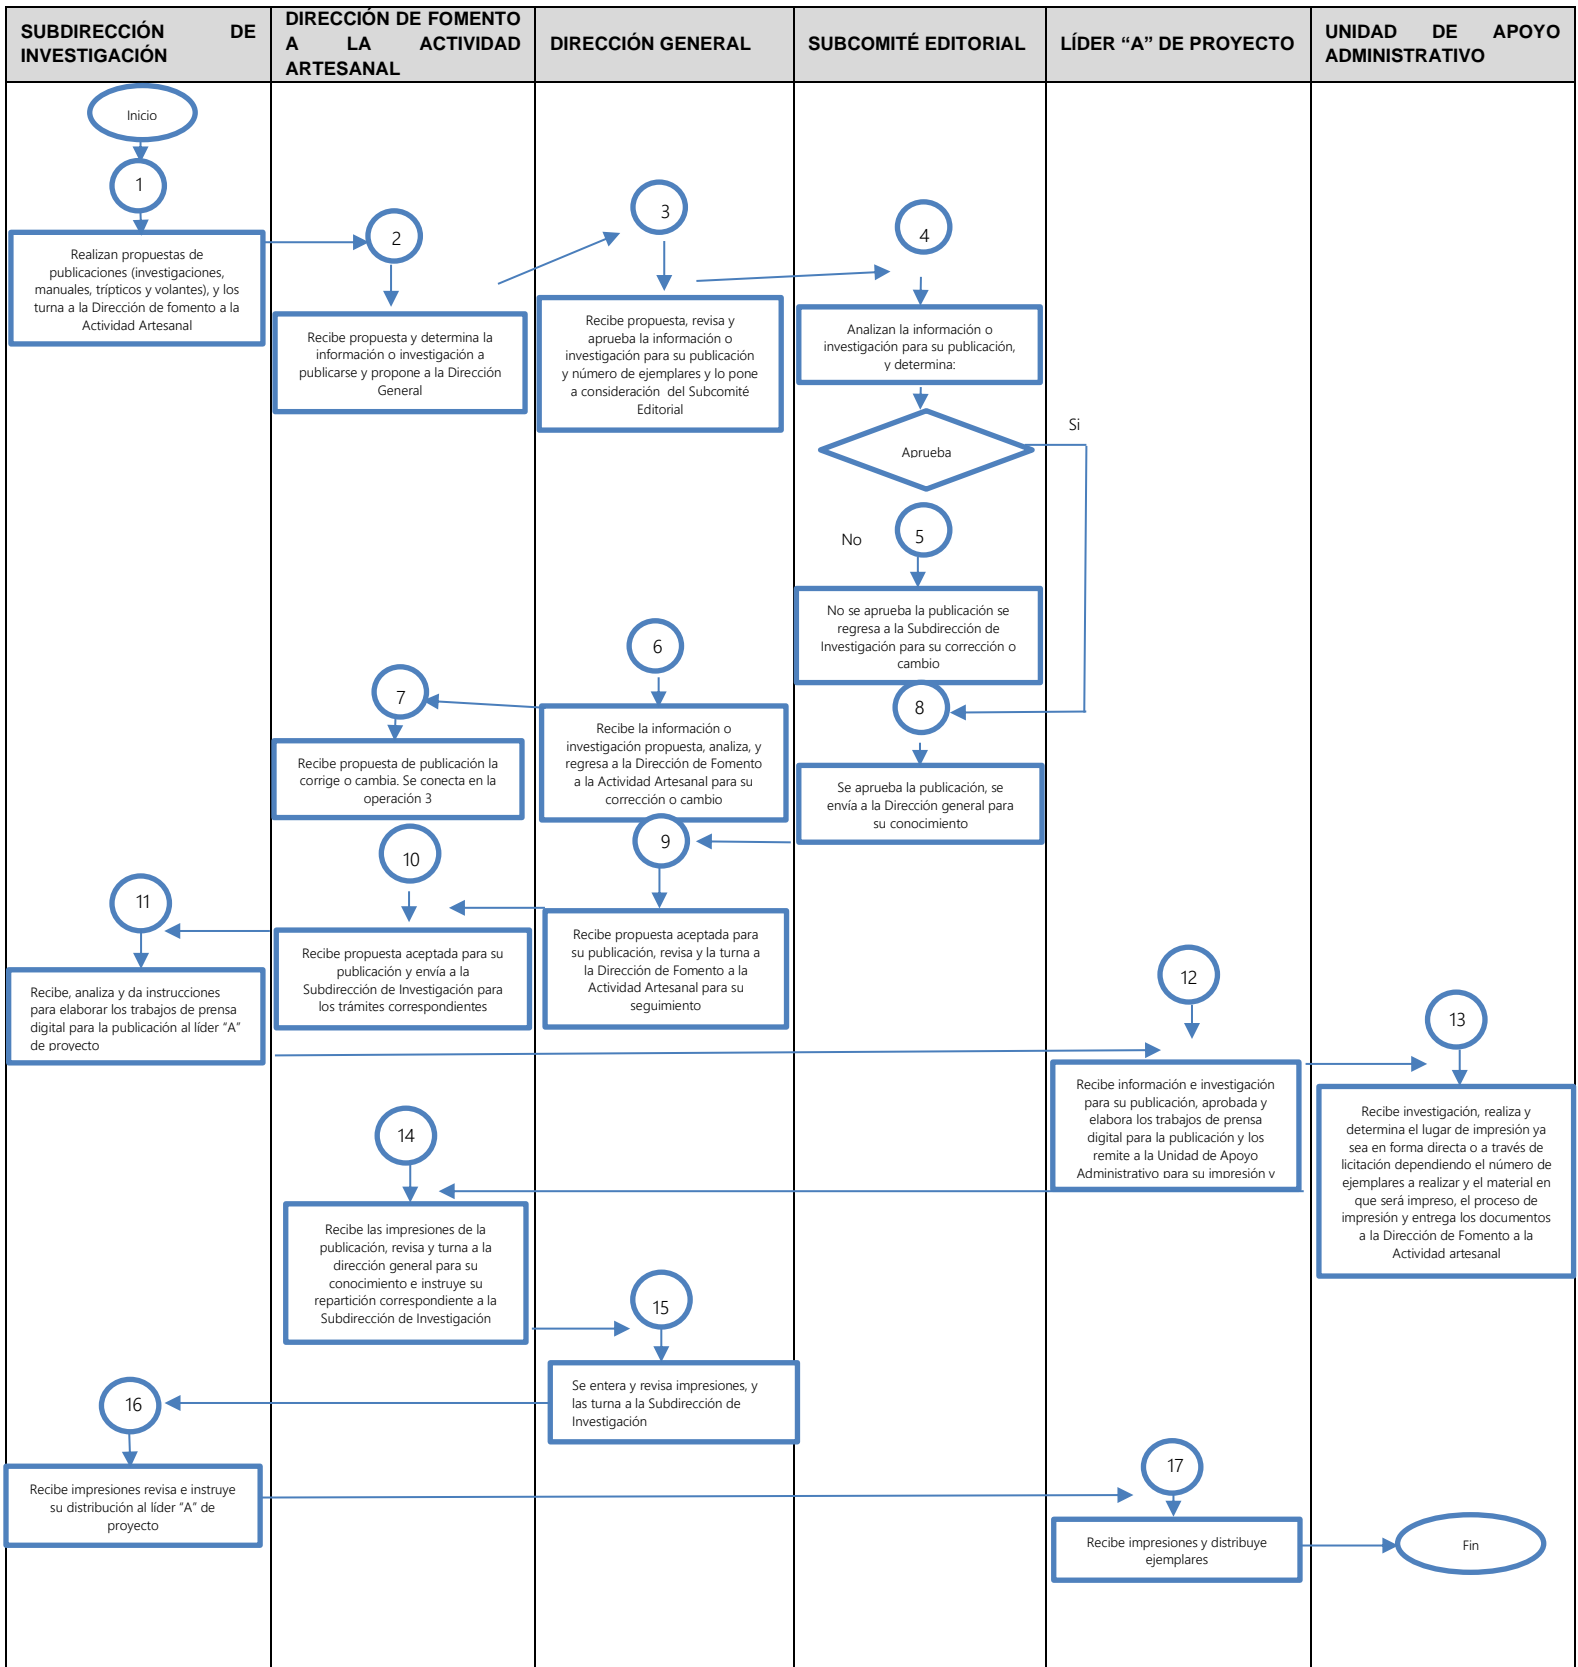 SUBDIRECCIÓN DE
INVESTIGACIÓN
DIRECCIÓN DE FOMENTO
A LA ACTIVIDAD
ARTESANAL
DIRECCIÓN GENERAL
SUBCOMITÉ EDITORIAL
LÍDER “A” DE PROYECTO
UNIDAD DE APOYO
ADMINISTRATIVO
Inicio
1
Realizan propuestas de
publicaciones (investigaciones,
manuales, trípticos y volantes), y los
turna a la Dirección de fomento a la
Actividad Artesanal
2
Recibe propuesta y determina la
información o investigación a
publicarse y propone a la Dirección
General
3
Recibe propuesta, revisa y
aprueba la información o
investigación para su publicación
y número de ejemplares y lo pone
a consideración del Subcomité
Editorial
4
Analizan la información o
investigación para su publicación,
y determina:
Aprueba
Si
No
5
No se aprueba la publicación se
regresa a la Subdirección de
Investigación para su corrección o
cambio
6
Recibe la información o
investigación propuesta, analiza, y
regresa a la Dirección de Fomento
a la Actividad Artesanal para su
corrección o cambio
7
Recibe propuesta de publicación la
corrige o cambia. Se conecta en la
operación 3
8
Se aprueba la publicación, se
envía a la Dirección general para
su conocimiento
9
Recibe propuesta aceptada para
su publicación, revisa y la turna a
la Dirección de Fomento a la
Actividad Artesanal para su
seguimiento
10
Recibe propuesta aceptada para su
publicación y envía a la
Subdirección de Investigación para
los trámites correspondientes
11
Recibe, analiza y da instrucciones
para elaborar los trabajos de prensa
digital para la publicación al líder “A”
de proyecto
12
Recibe información e investigación
para su publicación, aprobada y
elabora los trabajos de prensa
digital para la publicación y los
remite a la Unidad de Apoyo
Administrativo para su impresión y
13
Recibe investigación, realiza y
determina el lugar de impresión ya
sea en forma directa o a través de
licitación dependiendo el número de
ejemplares a realizar y el material en
que será impreso, el proceso de
impresión y entrega los documentos
a la Dirección de Fomento a la
Actividad artesanal
14
Recibe las impresiones de la
publicación, revisa y turna a la
dirección general para su
conocimiento e instruye su
repartición correspondiente a la
Subdirección de Investigación
15
Se entera y revisa impresiones, y
las turna a la Subdirección de
Investigación
16
Recibe impresiones revisa e instruye
su distribución al líder “A” de
proyecto
17
Recibe impresiones y distribuye
ejemplares
Fin